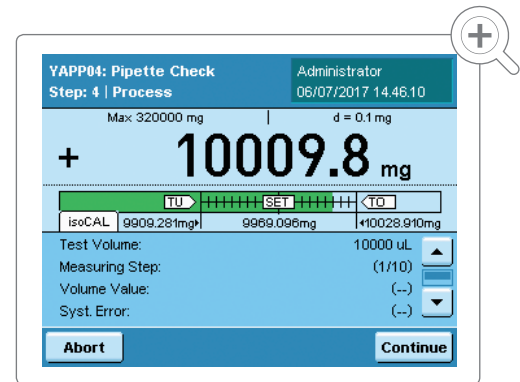 YAPP04: Pipette Check
Step: 4 | Process
Administrator
06/07/2017 14.46.10
Max 320000 mg
d = 0.1 mg
+ 10009.8 mg
TU SET TO
isoCAL 9909.281mg 9969.096mg 10028.910mg
Test Volume: 10000 uL
Measuring Step: (1/10)
Volume Value: (--)
Syst. Error: (--)
Abort Continue